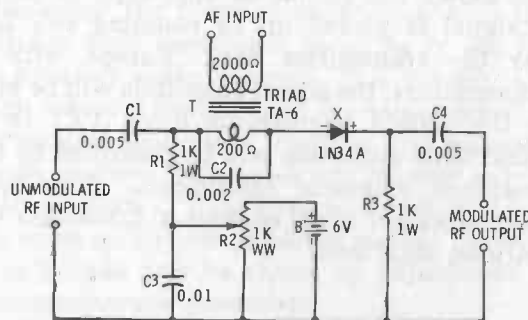 AF INPUT
2000Ω
T
TRIAD
TA-6
200Ω
C1
0.005
R1
1K
1W
C2
0.002
X
1N34A
C4
0.005
UNMODULATED
RF INPUT
R2
1K
WW
B
6V
R3
1K
1W
MODULATED
RF OUTPUT
C3
0.01